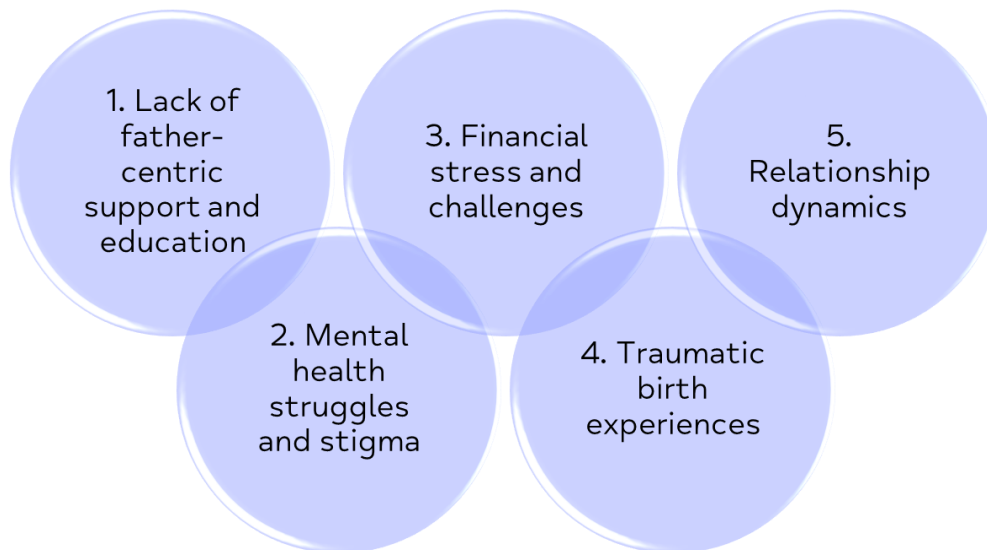 1. Lack of
father-
centric
support and
education
2. Mental
health
struggles
and stigma
3. Financial
stress and
challenges
4. Traumatic
birth
experiences
5.
Relationship
dynamics